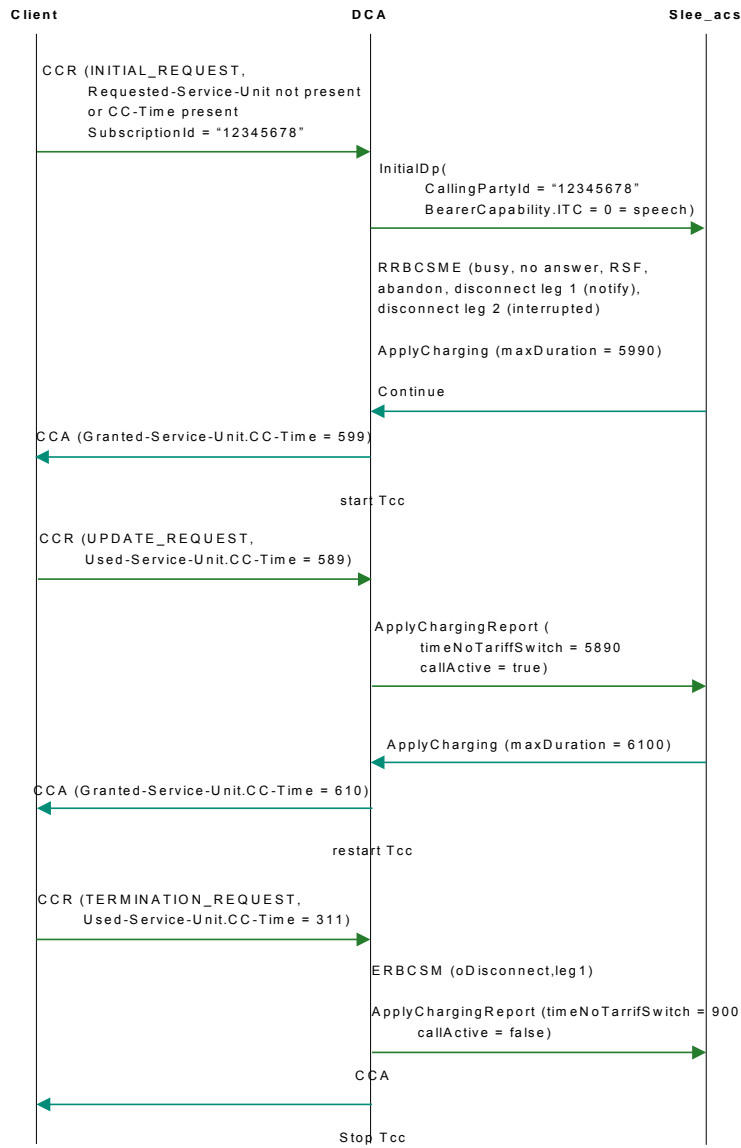 Client DCA Slee_acs
CCR (INITIAL_REQUEST,
Requested-Service-Unit not present
or CC-Time present
SubscriptionId = “12345678”
InitialDp(
CallingPartyId = “12345678”
BearerCapability.ITC = 0 = speech)
RRBCSME (busy, no answer, RSF,
abandon, disconnect leg 1 (notify),
disconnect leg 2 (interrupted)
ApplyCharging (maxDuration = 5990)
Continue
CCA (Granted-Service-Unit.CC-Time = 599)
start Tcc
CCR (UPDATE_REQUEST,
Used-Service-Unit.CC-Time = 589)
ApplyChargingReport (
timeNoTariffSwitch = 5890
callActive = true)
ApplyCharging (maxDuration = 6100)
CCA (Granted-Service-Unit.CC-Time = 610)
restart Tcc
CCR (TERMINATION_REQUEST,
Used-Service-Unit.CC-Time = 311)
ERBCSM (oDisconnect,leg1)
ApplyChargingReport (timeNoTarrifSwitch = 900
callActive = false)
CCA
Stop Tcc